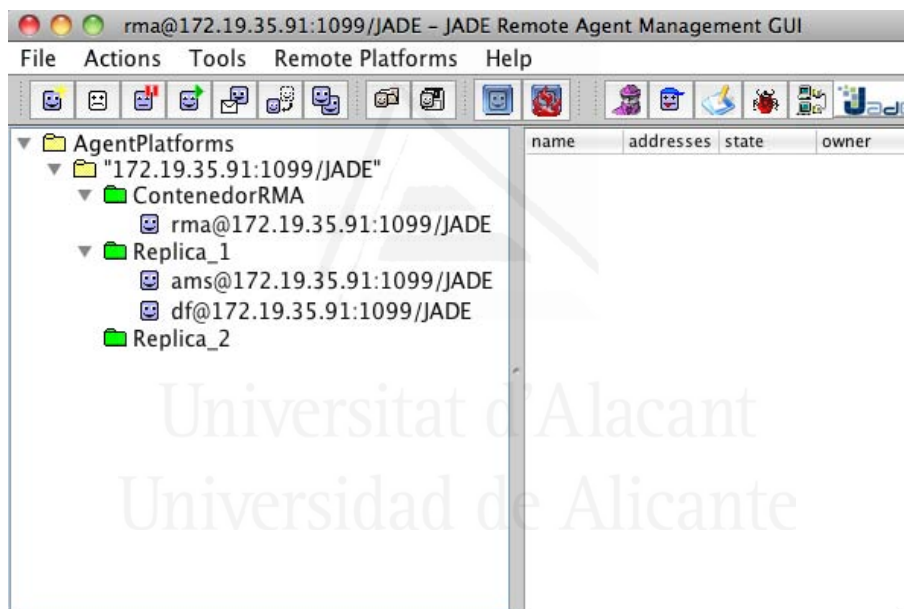 rma@172.19.35.91:1099/JADE – JADE Remote Agent Management GUI
File Actions Tools Remote Platforms Help
name addresses state owner
AgentPlatforms
"172.19.35.91:1099/JADE"
ContenedorRMA
rma@172.19.35.91:1099/JADE
Replica_1
ams@172.19.35.91:1099/JADE
df@172.19.35.91:1099/JADE
Replica_2
Universitat d'Alacant
Universidad de Alicante